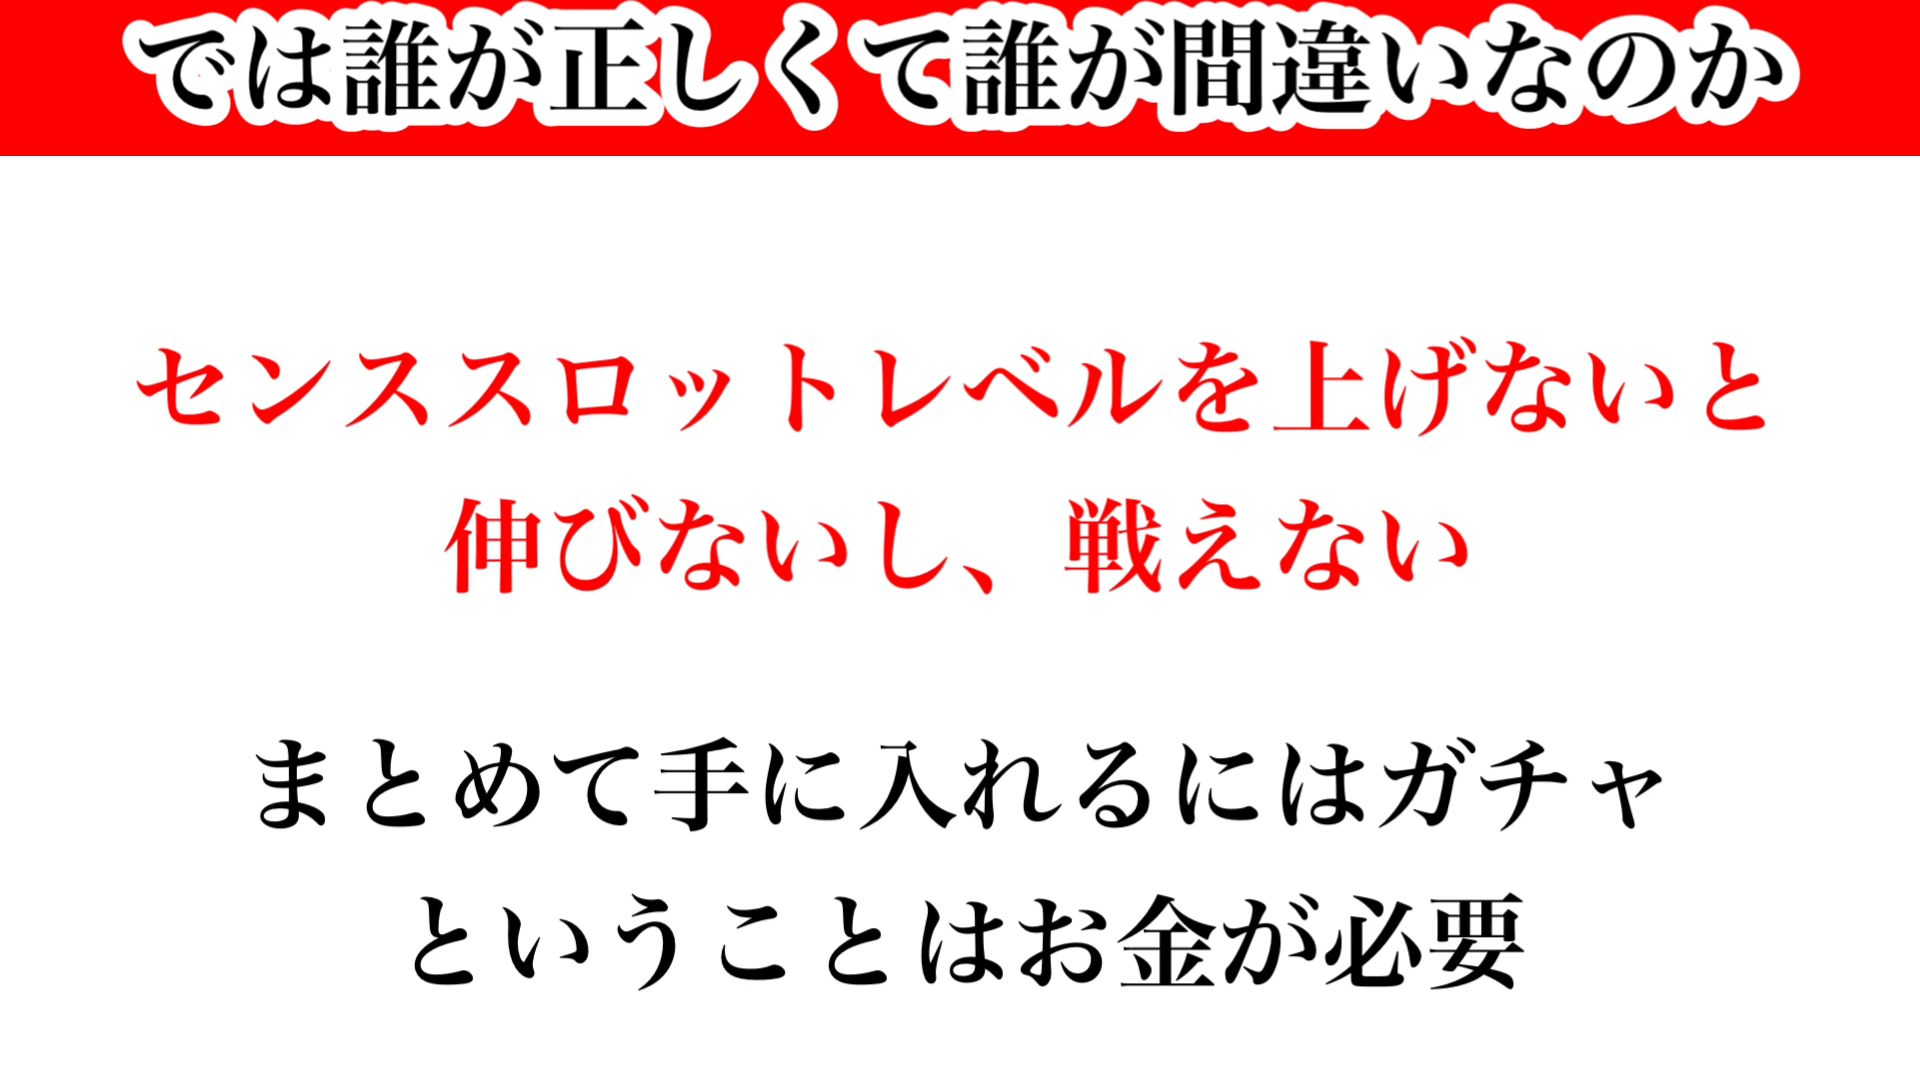 では誰が正しくて誰が間違いなのか
センススロットレベルを上げないと
伸びないし、戦えない
まとめて手に入れるにはガチャ
ということはお金が必要